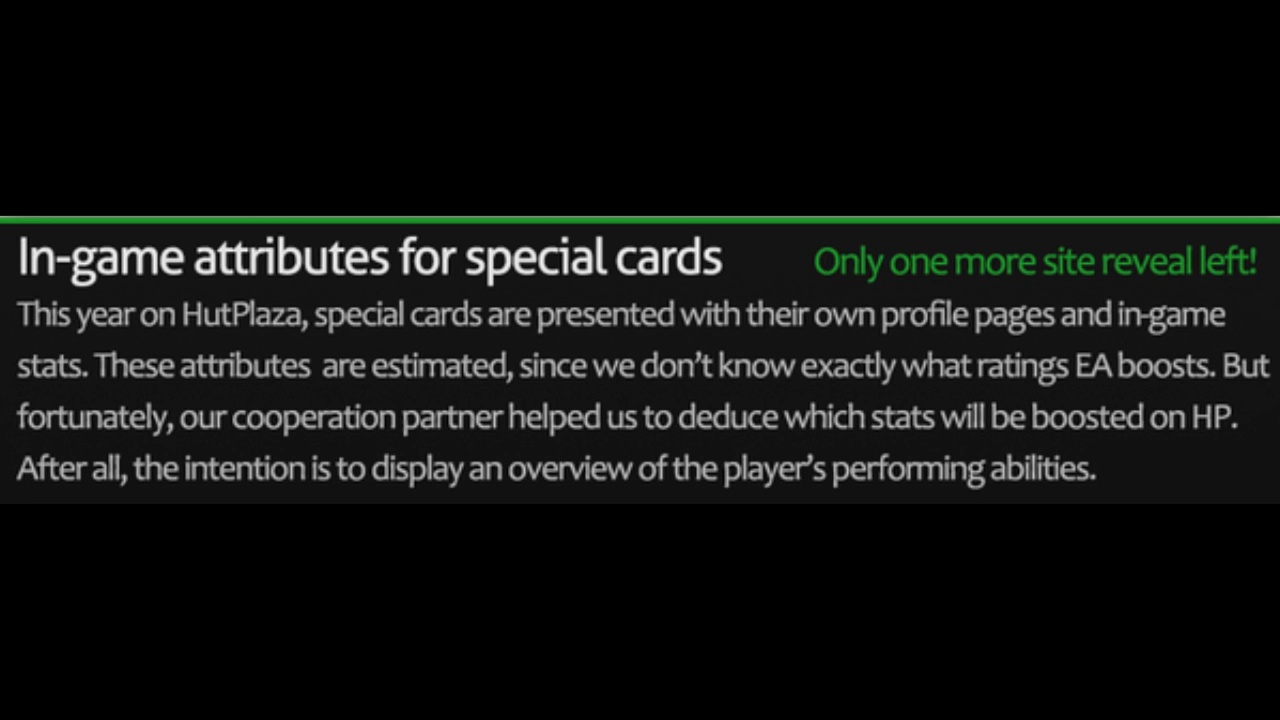 In-game attributes for special cards Only one more site reveal left!
This year on HutPlaza, special cards are presented with their own profile pages and in-game
stats. These attributes  are estimated, since we don’t know exactly what ratings EA boosts. But
fortunately, our cooperation partner helped us to deduce which stats will be boosted on HP.
After all, the intention is to display an overview of the player’s performing abilities.